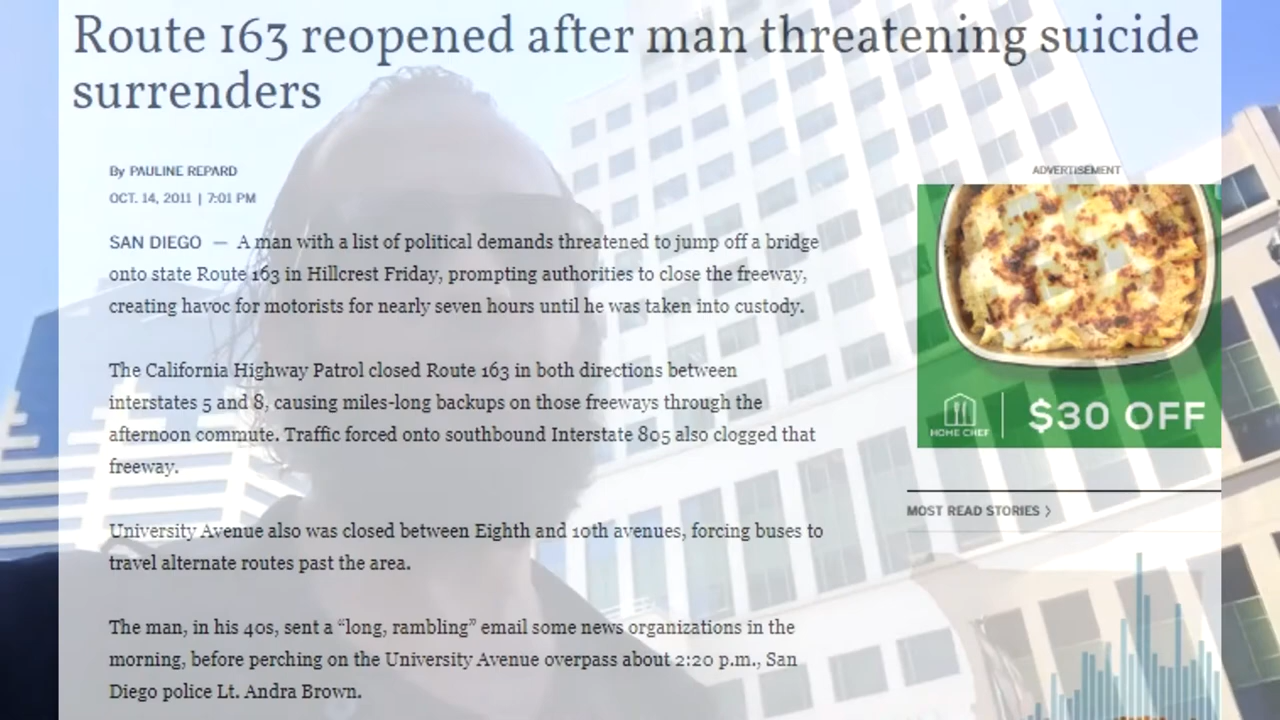 Route 163 reopened after man threatening suicide
surrenders
By PAULINE REPARD
OCT. 14, 2011 | 7:01 PM
SAN DIEGO — A man with a list of political demands threatened to jump off a bridge
onto state Route 163 in Hillcrest Friday, prompting authorities to close the freeway,
creating havoc for motorists for nearly seven hours until he was taken into custody.
The California Highway Patrol closed Route 163 in both directions between
interstates 5 and 8, causing miles-long backups on those freeways through the
afternoon commute. Traffic forced onto southbound Interstate 805 also clogged that
freeway.
University Avenue also was closed between Eighth and 10th avenues, forcing buses to
travel alternate routes past the area.
The man, in his 40s, sent a “long, rambling” email some news organizations in the
morning, before perching on the University Avenue overpass about 2:20 p.m., San
Diego police Lt. Andra Brown.
ADVERTISEMENT
HOME CHEF
$30 OFF
MOST READ STORIES >